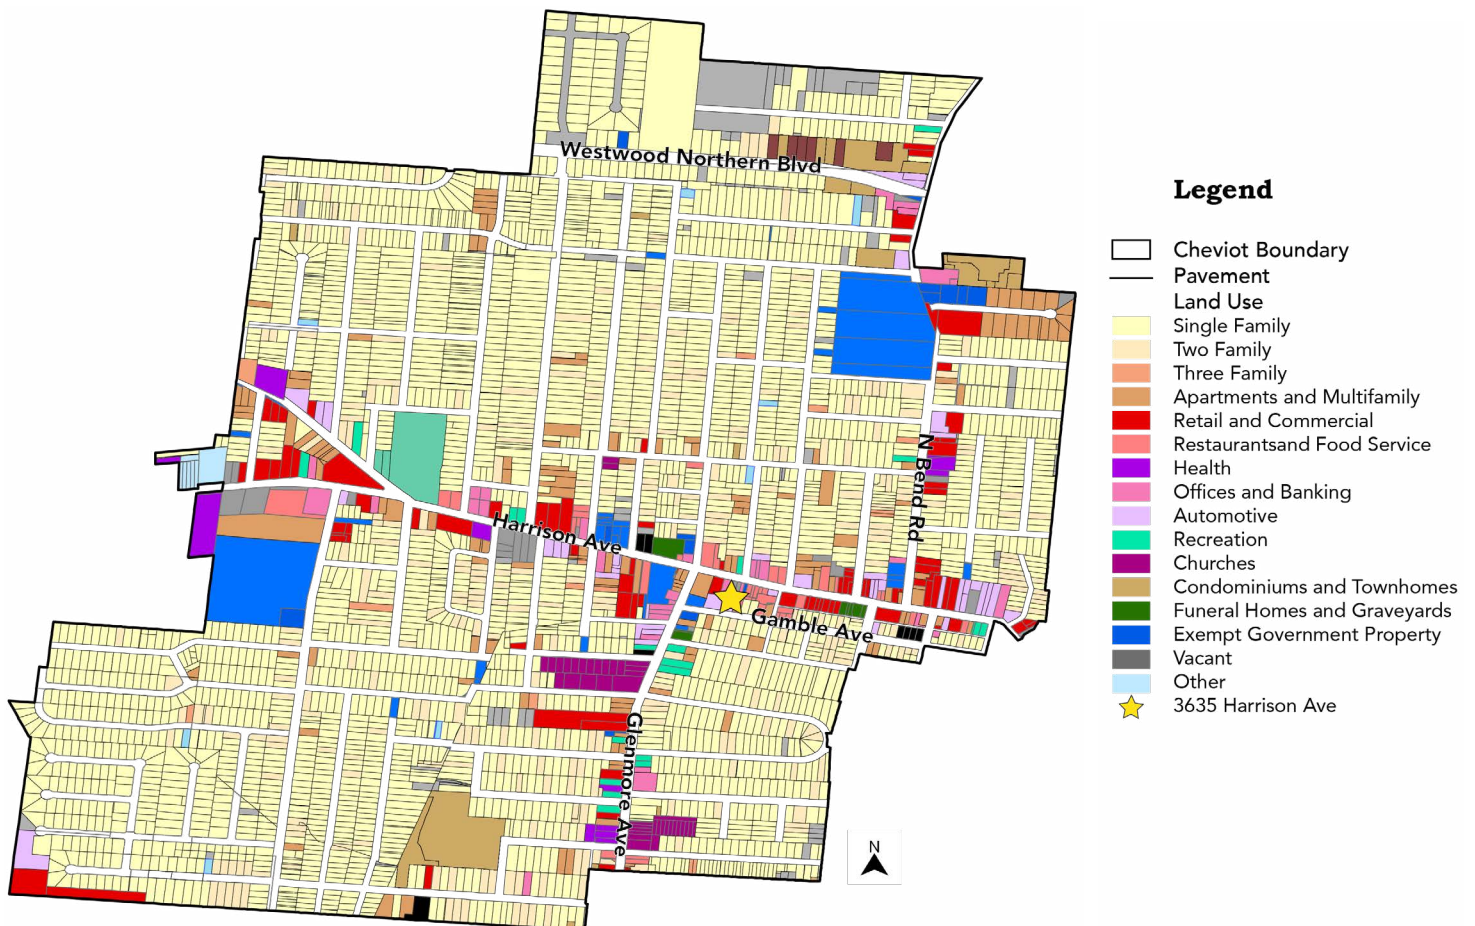 Westwood Northern Blvd
Legend
Cheviot Boundary
Pavement
Land Use
Single Family
Two Family
Three Family
Apartments and Multifamily
Retail and Commercial
Restaurantsand Food Service
Health
Offices and Banking
Automotive
Recreation
Churches
Condominiums and Townhomes
Funeral Homes and Graveyards
Exempt Government Property
Vacant
Other
3635 Harrison Ave
N Bend Rd
Harrison Ave
Gamble Ave
Glenmore Ave
N